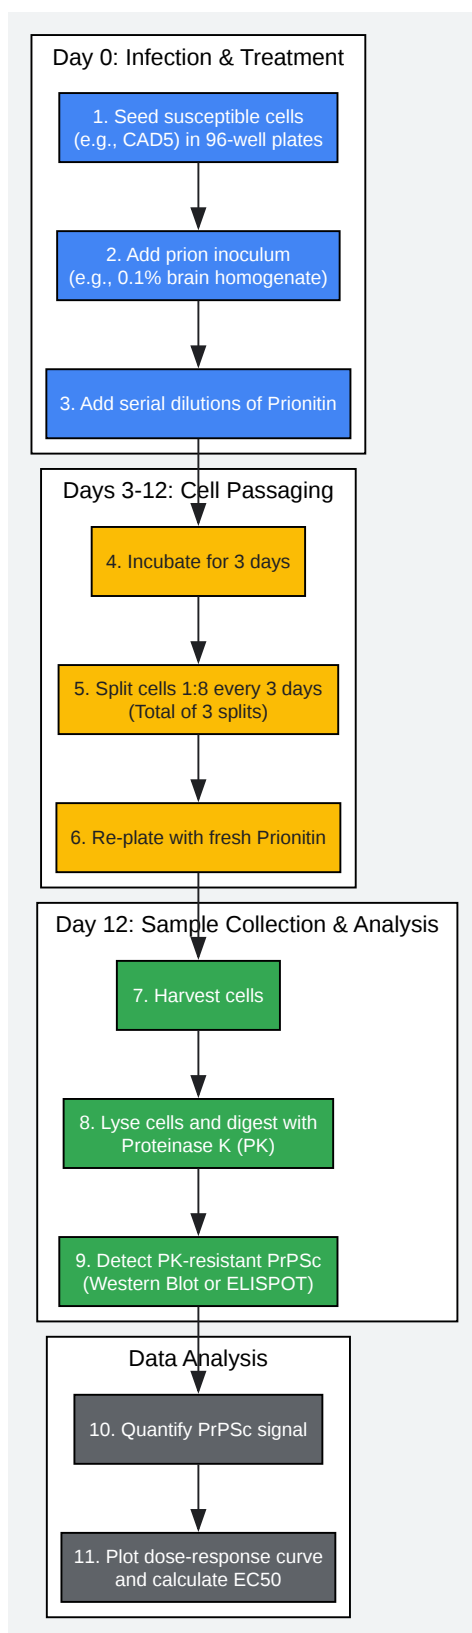 Day 0: Infection & Treatment
1. Seed susceptible cells
(e.g., CAD5) in 96-well plates
2. Add prion inoculum
(e.g., 0.1% brain homogenate)
3. Add serial dilutions of Prionitin
Days 3-12: Cell Passaging
4. Incubate for 3 days
5. Split cells 1:8 every 3 days
(Total of 3 splits)
6. Re-plate with fresh Prionitin
Day 12: Sample Collection & Analysis
7. Harvest cells
8. Lyse cells and digest with
Proteinase K (PK)
9. Detect PK-resistant PrPSc
(Western Blot or ELISPOT)
Data Analysis
10. Quantify PrPSc signal
11. Plot dose-response curve
and calculate EC50